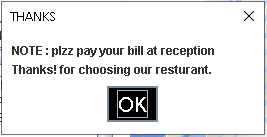 THANKS
NOTE : plzz pay your bill at reception
Thanks! for choosing our resturant.
OK